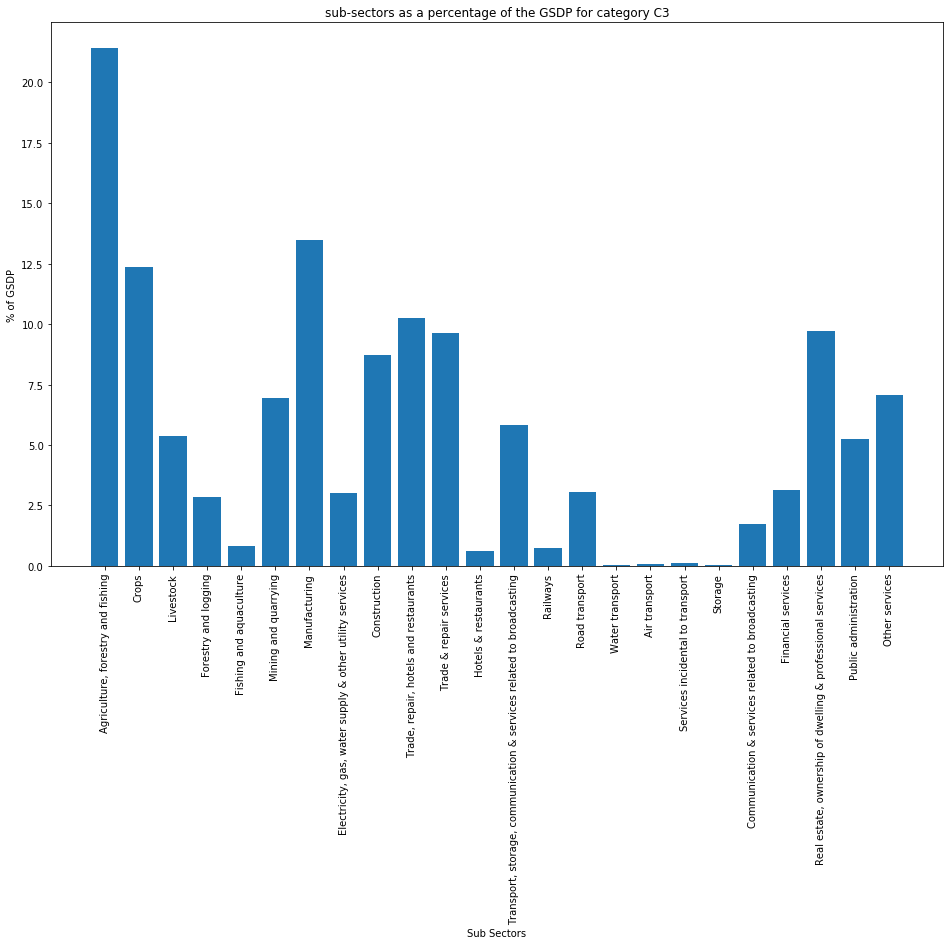 sub-sectors as a percentage of the GSDP for category C3
% of GSDP
20.0
17.5
15.0
12.5
10.0
7.5
5.0
2.5
0.0
Agriculture, forestry and fishing
Crops
Livestock
Forestry and logging
Fishing and aquaculture
Mining and quarrying
Manufacturing
Electricity, gas, water supply & other utility services
Construction
Trade, repair, hotels and restaurants
Trade & repair services
Hotels & restaurants
Transport, storage, communication & services related to broadcasting
Railways
Road transport
Water transport
Air transport
Services incidental to transport
Storage
Communication & services related to broadcasting
Financial services
Real estate, ownership of dwelling & professional services
Public administration
Other services
Sub Sectors